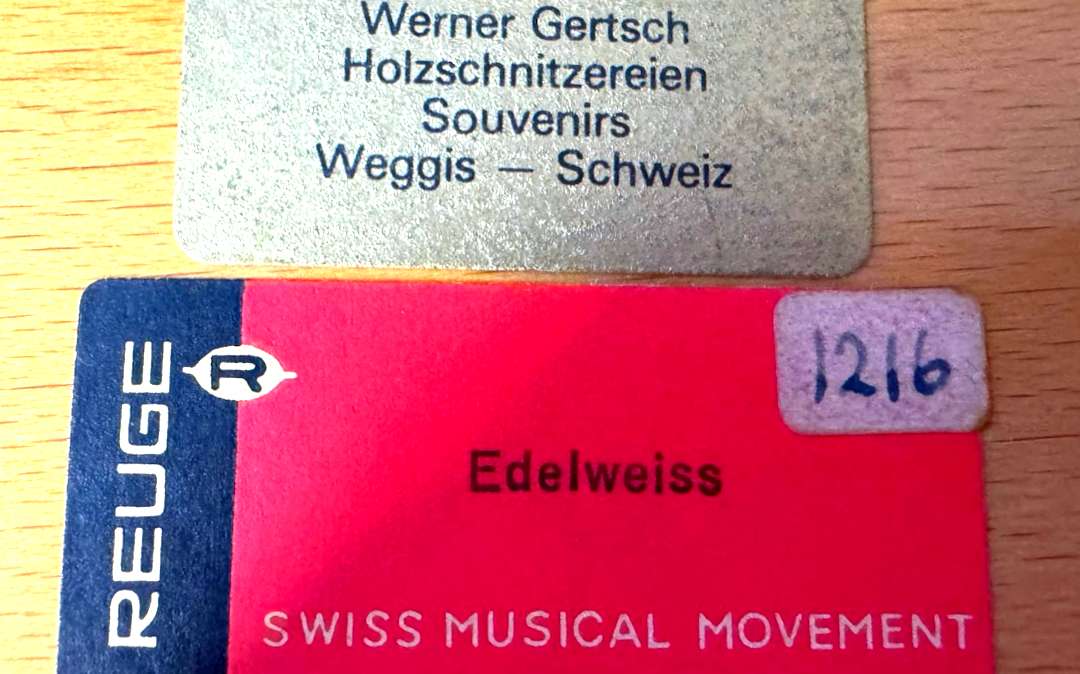 Werner Gertsch
Holzschnitzereien
Souvenirs
Weggis — Schweiz
REUGE
R
1216
Edelweiss
SWISS MUSICAL MOVEMENT